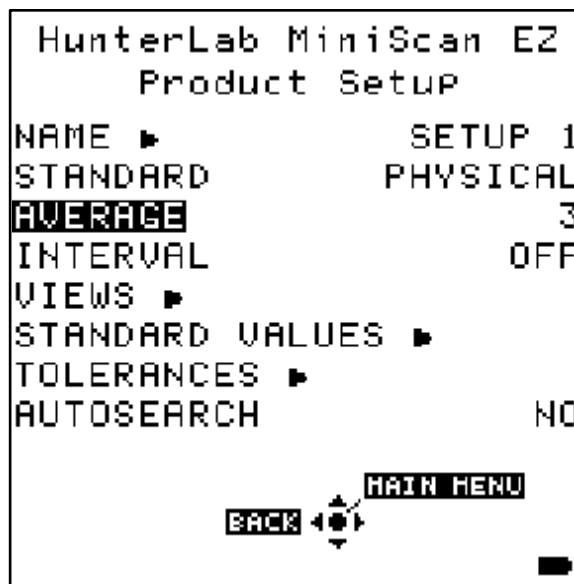 HunterLab MiniScan EZ
Product Setup
NAME ▶ SETUP 1
STANDARD PHYSICAL
AVERAGE 3
INTERVAL OFF
VIEWS ▶
STANDARD VALUES ▶
TOLERANCES ▶
AUTOSEARCH NO
MAIN MENU
BACK